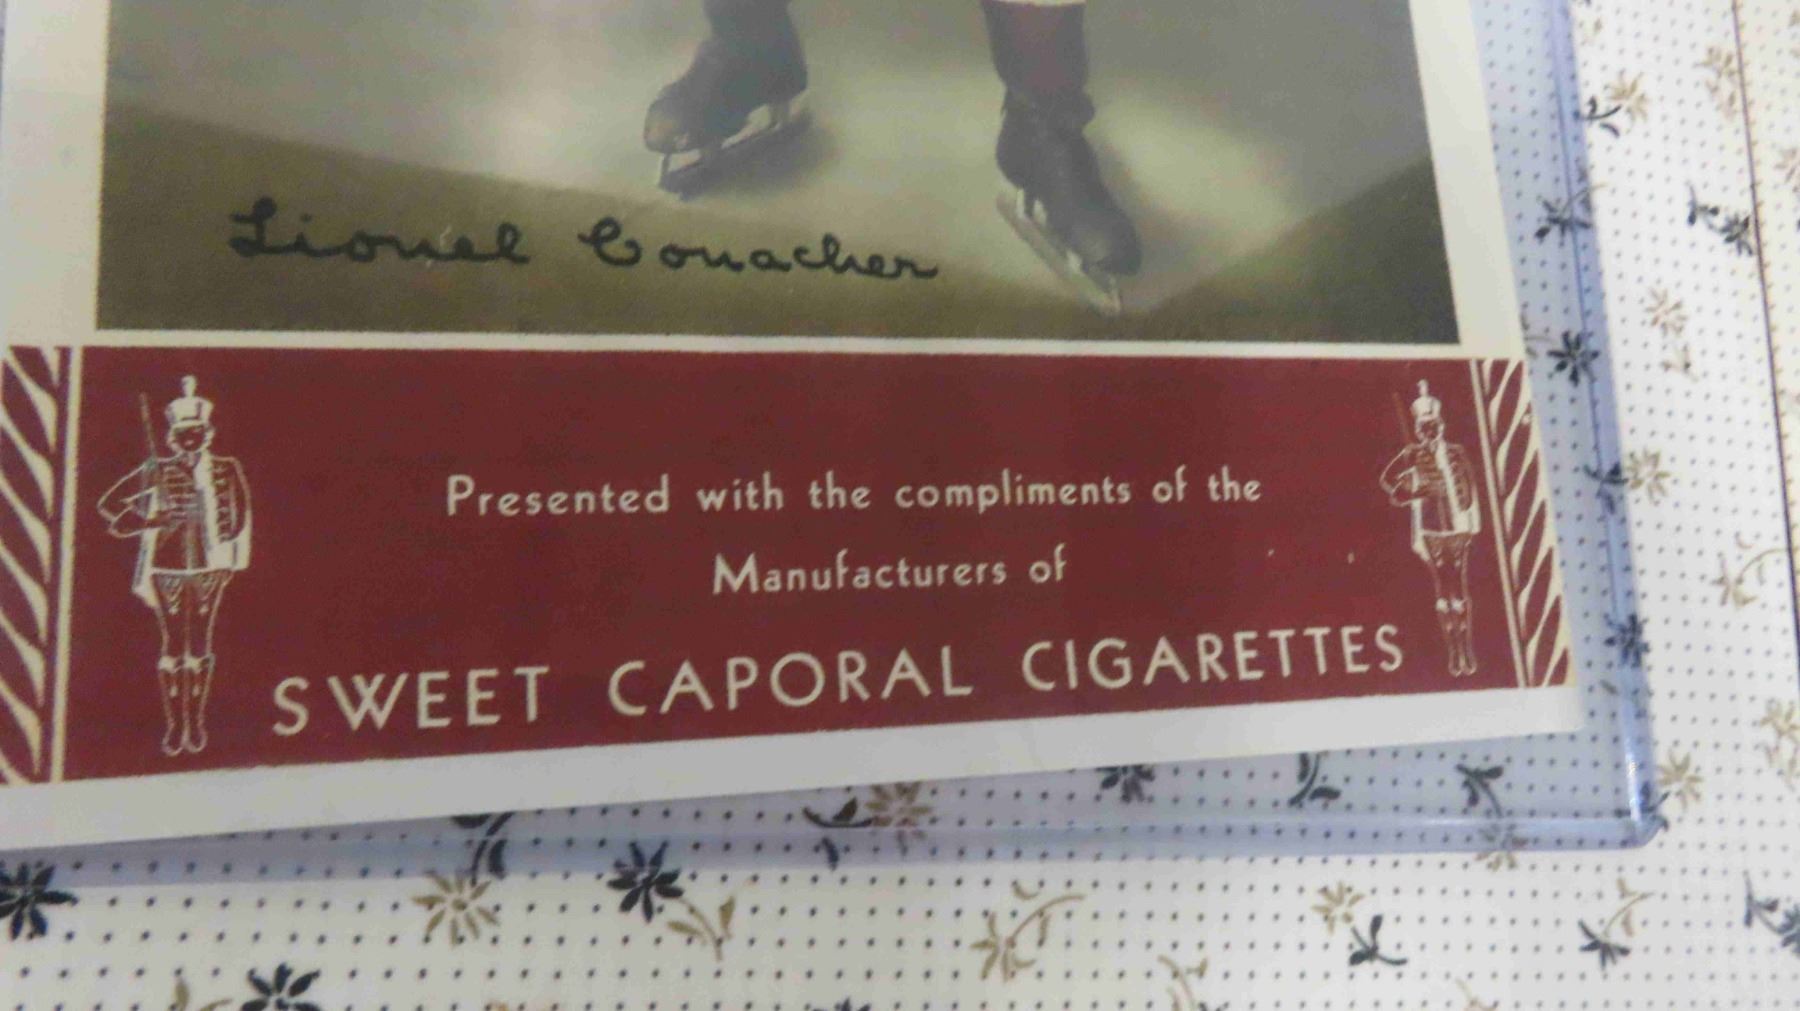 Lionel Conacher
Presented with the compliments of the
Manufacturers of
SWEET CAPORAL CIGARETTES